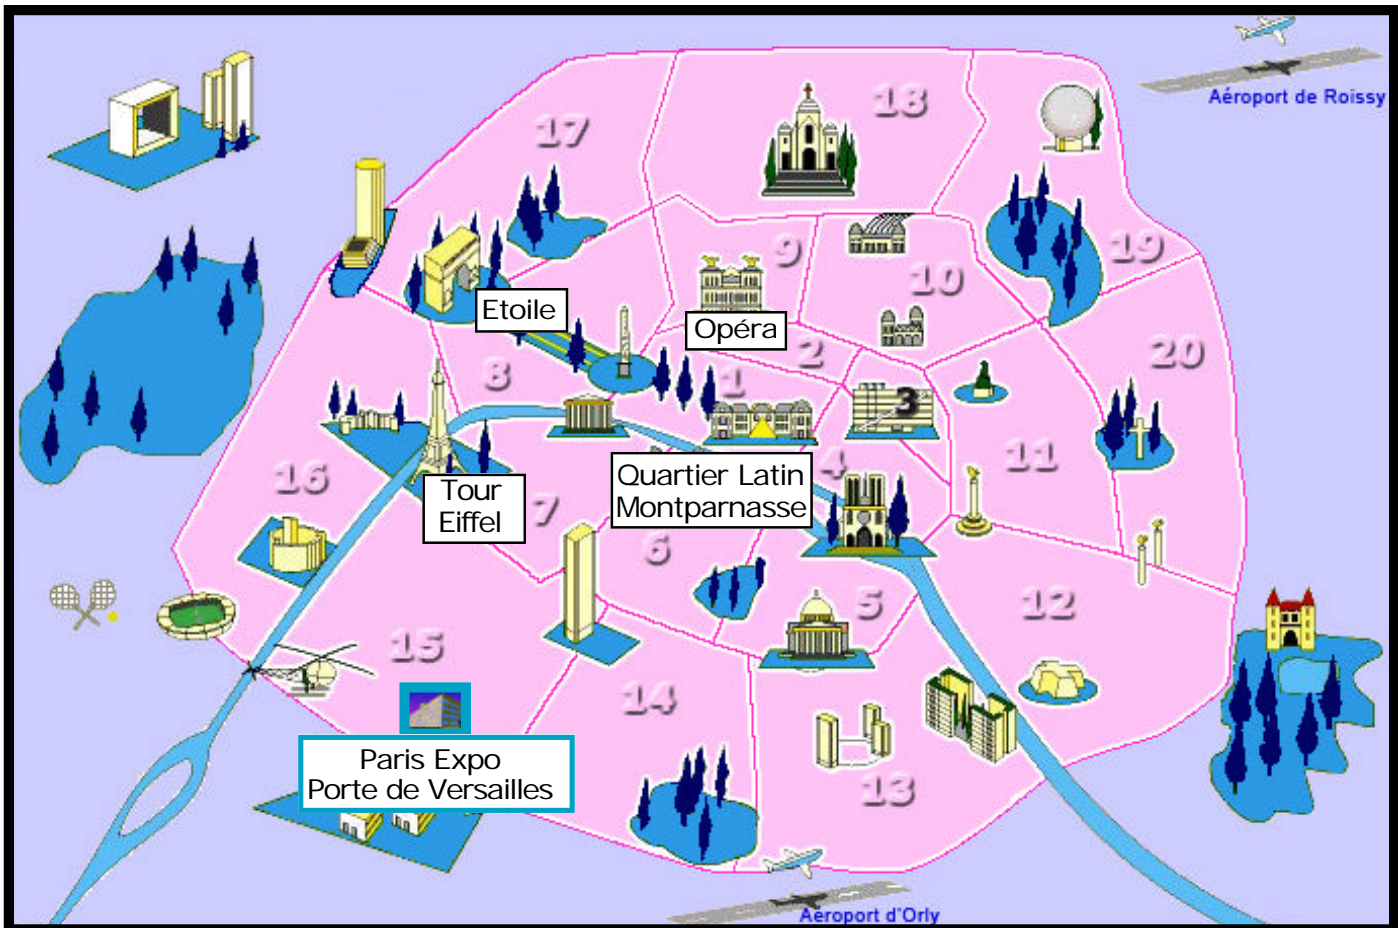 Aéroport de Roissy
18
17
9
19
10
Etoile
Opéra
2
20
8
1
3
Quartier Latin
Montparnasse
4
11
16
Tour
Eiffel
7
6
5
12
15
14
Paris Expo
Porte de Versailles
13
Aéroport d'Orly